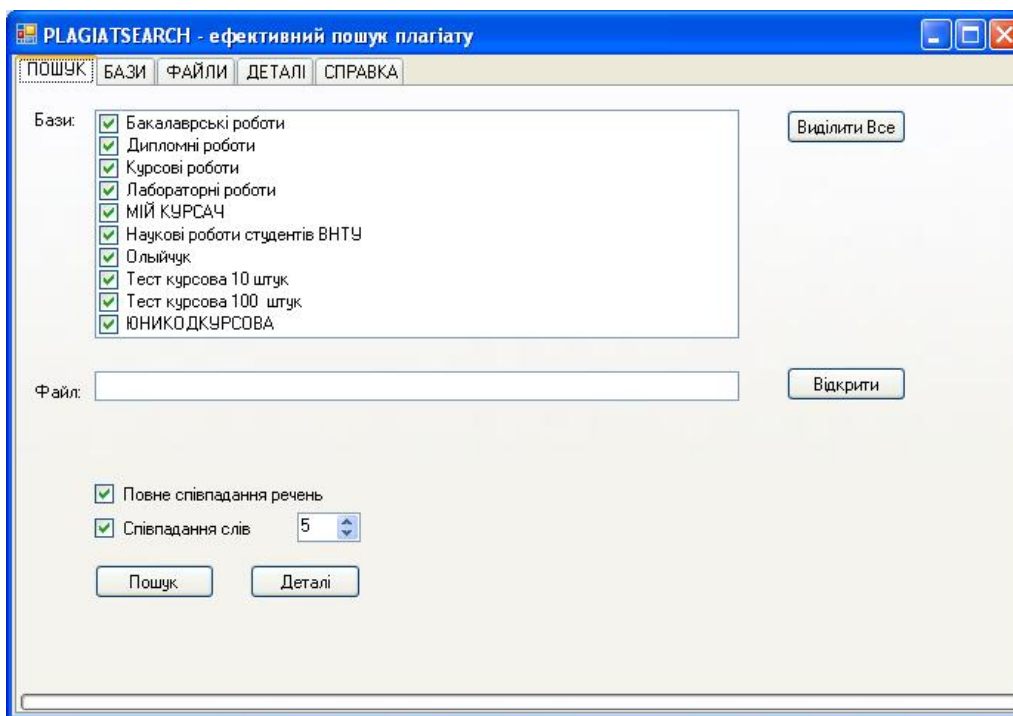 PLAGIATSEARCH - ефективний пошук плагіату
ПОШУК БАЗИ ФАЙЛИ ДЕТАЛІ СПРАВКА
Бази:
Бакалаврські роботи
Дипломні роботи
Курсові роботи
Лабораторні роботи
МІЙ КУРСАЧ
Наукові роботи студентів ВНТУ
Олыйчук
Тест курсова 10 штук
Тест курсова 100 штук
ЮНИКОДКУРСОВА
Виділити Все
Файл:
Відкрити
Повне співпадання речень
Співпадання слів 5
Пошук Деталі